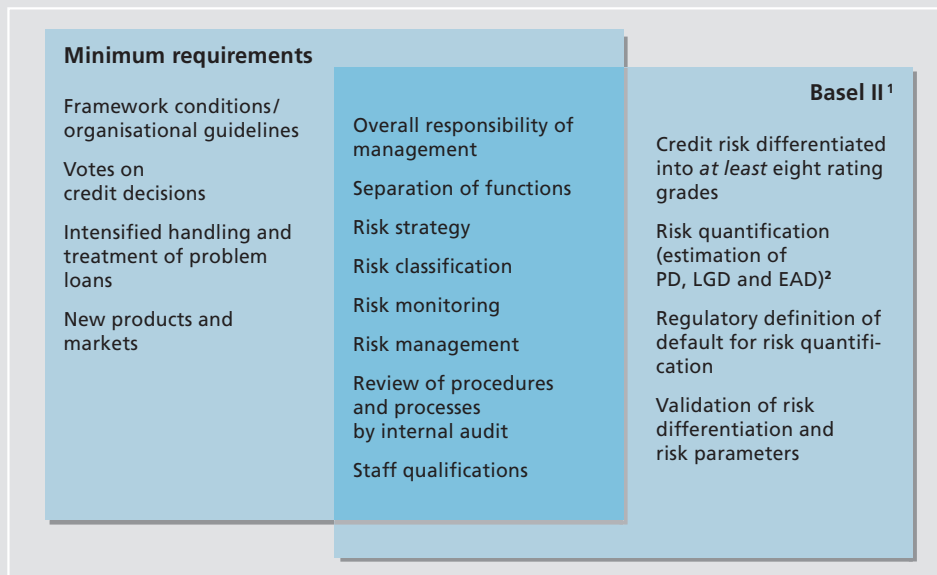 Minimum requirements
Framework conditions/
organisational guidelines
Votes on
credit decisions
Intensified handling and
treatment of problem
loans
New products and
markets
Overall responsibility of
management
Separation of functions
Risk strategy
Risk classification
Risk monitoring
Risk management
Review of procedures
and processes
by internal audit
Staff qualifications
Basel II¹
Credit risk differentiated
into at least eight rating
grades
Risk quantification
(estimation of
PD, LGD and EAD)²
Regulatory definition of
default for risk quantifi-
cation
Validation of risk
differentiation and
risk parameters